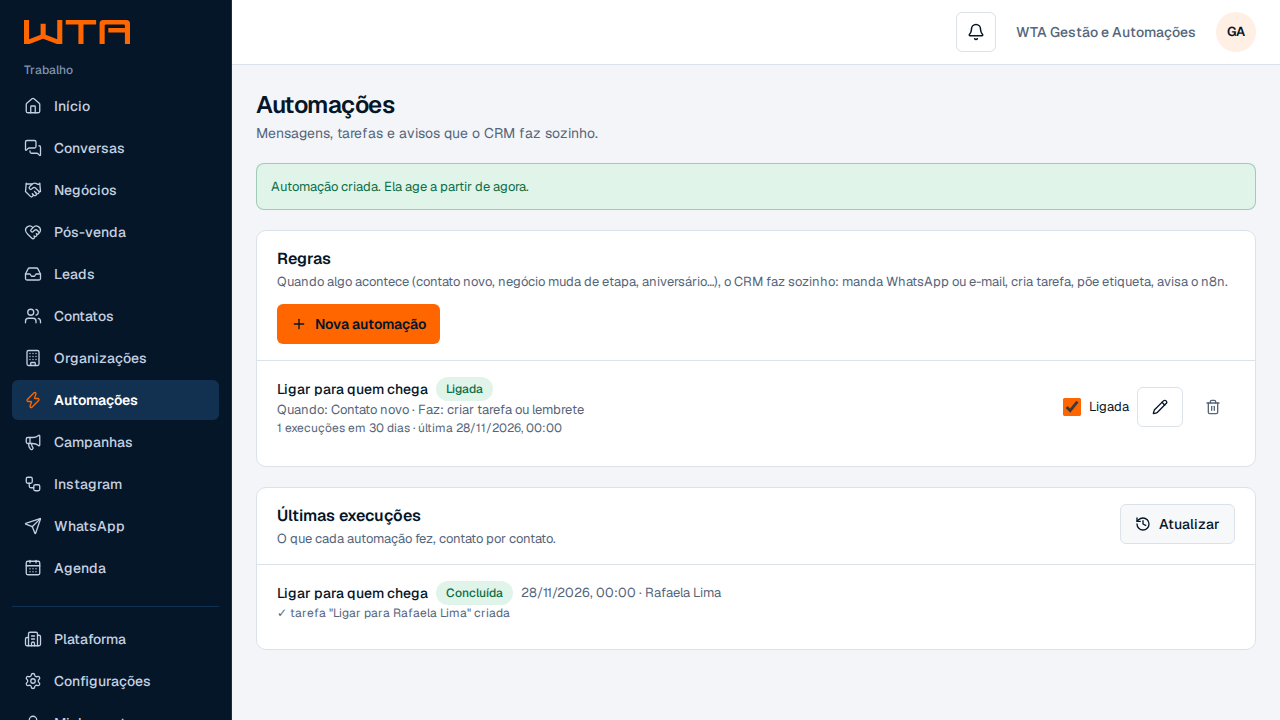 WTA
Trabalho
Início
Conversas
Negócios
Pós-venda
Leads
Contatos
Organizações
Automações
Campanhas
Instagram
WhatsApp
Agenda
Plataforma
Configurações
WTA Gestão e Automações
GA
Automações
Mensagens, tarefas e avisos que o CRM faz sozinho.
Automação criada. Ela age a partir de agora.
Regras
Quando algo acontece (contato novo, negócio muda de etapa, aniversário…), o CRM faz sozinho: manda WhatsApp ou e-mail, cria tarefa, põe etiqueta, avisa o n8n.
Nova automação
Ligar para quem chega Ligada
Quando: Contato novo · Faz: criar tarefa ou lembrete
1 execuções em 30 dias · última 28/11/2026, 00:00
Ligada
Últimas execuções
O que cada automação fez, contato por contato.
Atualizar
Ligar para quem chega Concluída 28/11/2026, 00:00 · Rafaela Lima
✓ tarefa "Ligar para Rafaela Lima" criada